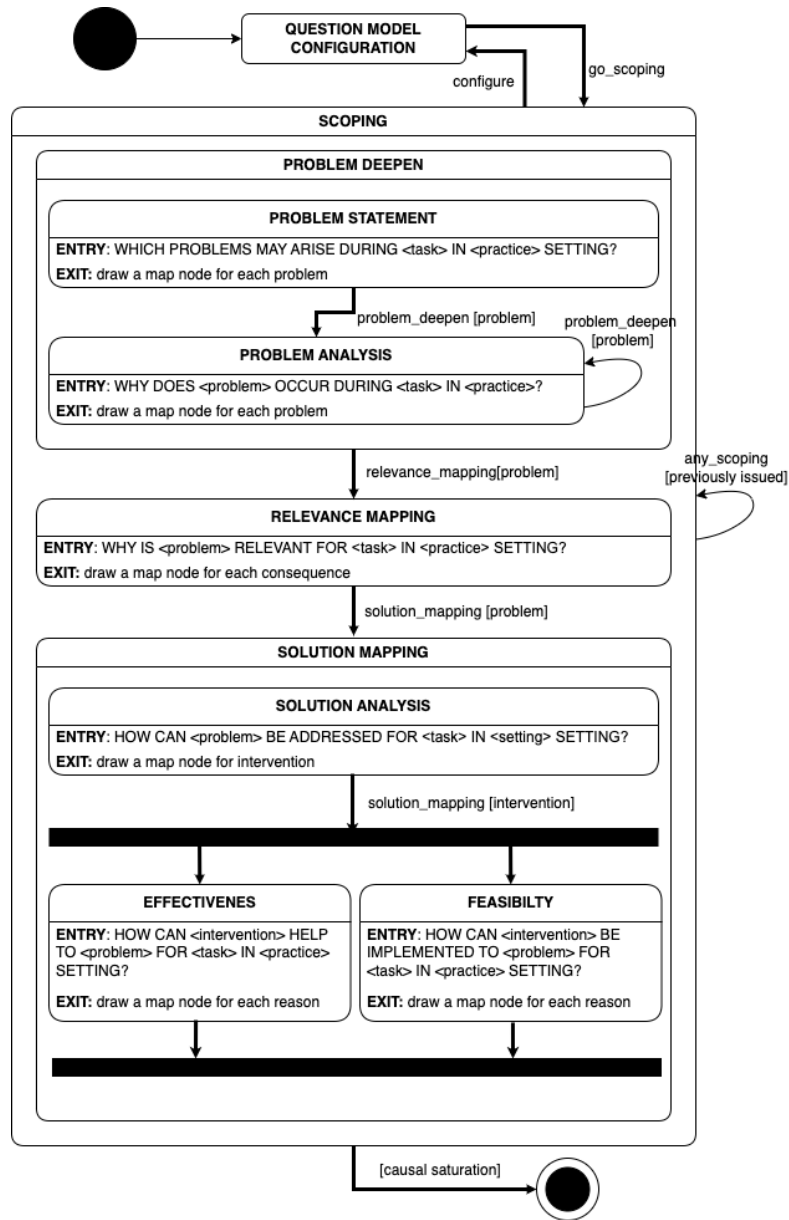 QUESTION MODEL
CONFIGURATION
configure
go_scoping
SCOPING
PROBLEM DEEPEN
PROBLEM STATEMENT
ENTRY: WHICH PROBLEMS MAY ARISE DURING <task> IN <practice> SETTING?
EXIT: draw a map node for each problem
problem_deepen [problem]
problem_deepen
[problem]
PROBLEM ANALYSIS
ENTRY: WHY DOES <problem> OCCUR DURING <task> IN <practice>?
EXIT: draw a map node for each problem
relevance_mapping[problem]
any_scoping
[previously issued]
RELEVANCE MAPPING
ENTRY: WHY IS <problem> RELEVANT FOR <task> IN <practice> SETTING?
EXIT: draw a map node for each consequence
solution_mapping [problem]
SOLUTION MAPPING
SOLUTION ANALYSIS
ENTRY: HOW CAN <problem> BE ADDRESSED FOR <task> IN <setting> SETTING?
EXIT: draw a map node for intervention
solution_mapping [intervention]
EFFECTIVENES
ENTRY: HOW CAN <intervention> HELP
TO <problem> FOR <task> IN <practice>
SETTING?
EXIT: draw a map node for each reason
FEASIBILTY
ENTRY: HOW CAN <intervention> BE
IMPLEMENTED TO <problem> FOR
<task> IN <practice> SETTING?
EXIT: draw a map node for each reason
[causal saturation]